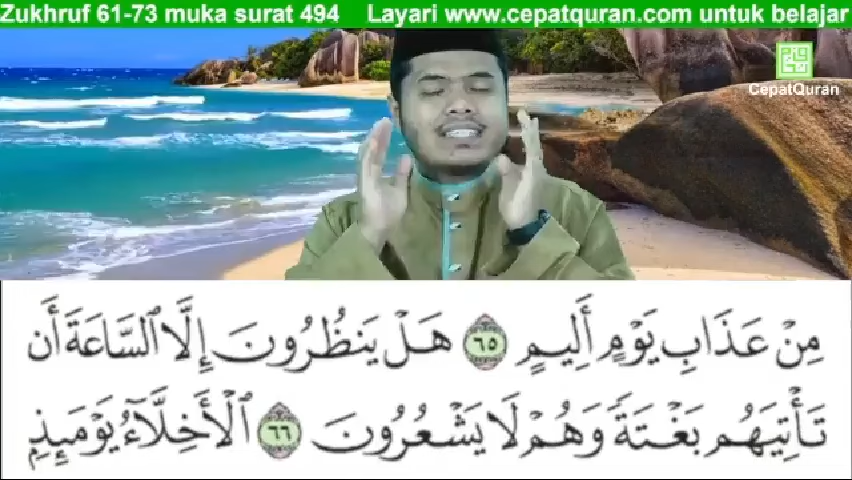 Zukhruf 61-73 muka surat 494 Layari www.cepatquran.com untuk belajar
CepatQuran
مِنْ عَذَابِ يَوْمٍ أَلِيمٍ ٦٥ هَلْ يَنظُرُونَ إِلَّا ٱلسَّاعَةَ أَن
تَأْتِيَهُم بَغْتَةً وَهُمْ لَا يَشْعُرُونَ ٦٦ ٱلْأَخِلَّآءُ يَوْمَئِذٍ